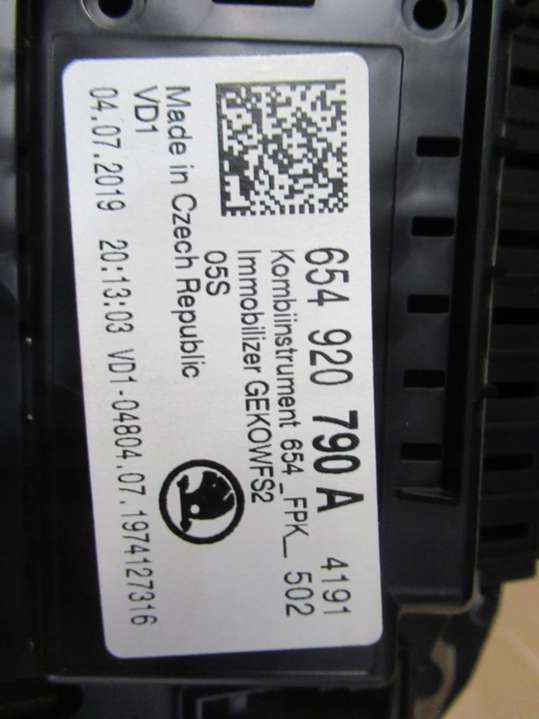 654 920 790 A 4191
Kombiinstrument 654_FPK_ 502
Immobilizer GEKOWFS2
05S
Made in Czech Republic
VD1
04.07.2019 20:13:03 VD1-04804.07.1974127316